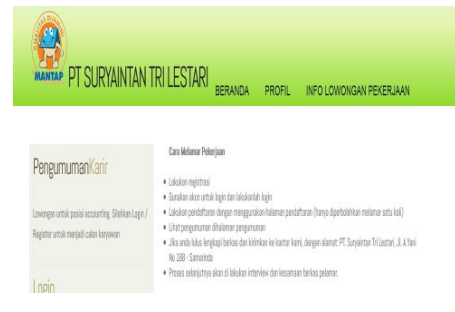 MANTAP
PT SURYAINTAN TRI LESTARI
BERANDA PROFIL INFO LOWONGAN PEKERJAAN
PengumumanKarir
Lowongan untuk posisi accounting. Silahkan Login /
Register untuk menjadi calon karyawan
Login
Cara Melamar Pekerjaan
Lakukan registrasi
Gunakan akun untuk login dan lakukanlah login
Lakukan pendaftaran dengan menggunakan halaman pendaftaran (hanya diperbolehkan melamar satu kali)
Lihat pengumuman dihalaman pengumuman
Jika anda lulus lengkapi berkas dan kirimkan ke kantor kami, dengan alamat: PT. Suryaintan Tri Lestari, Jl. A.Yani
No 188 - Samarinda
Proses selanjutnya akan di lakukan interview dan kesamaan berkas pelamar.